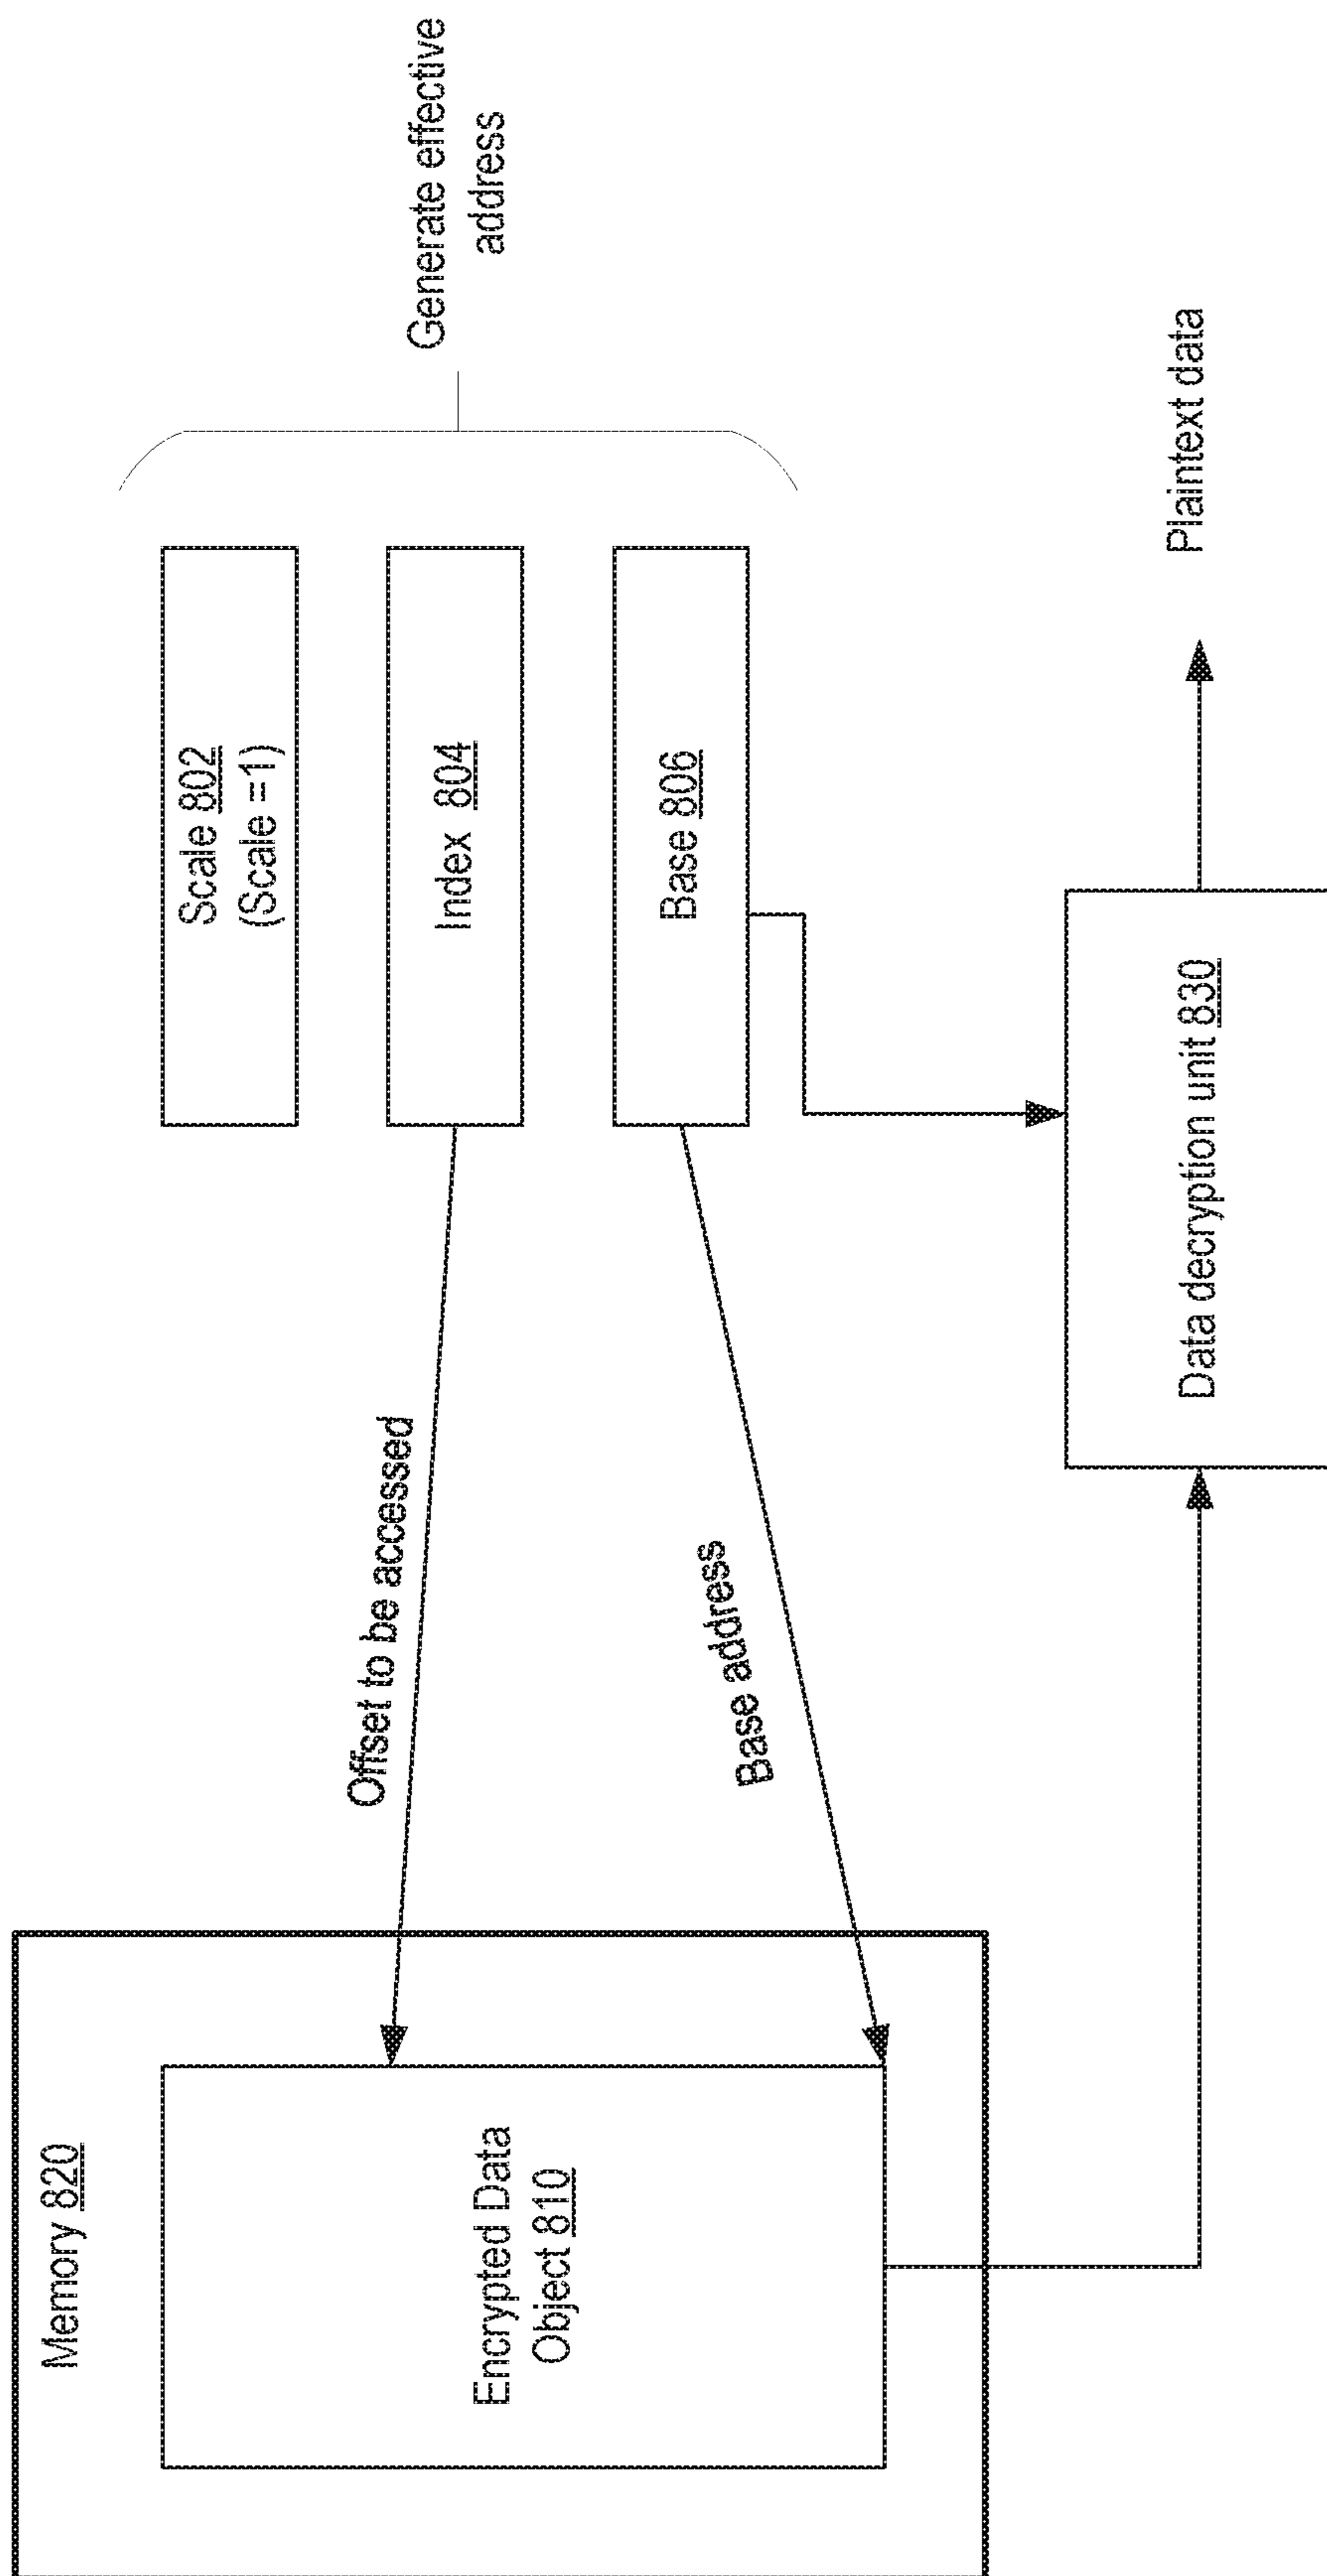 Memory 820
Encrypted Data
Object 810
Offset to be accessed
Base address
Scale 802
(Scale =1)
Index 804
Base 806
Generate effective
address
Data decryption unit 830
Plaintext data